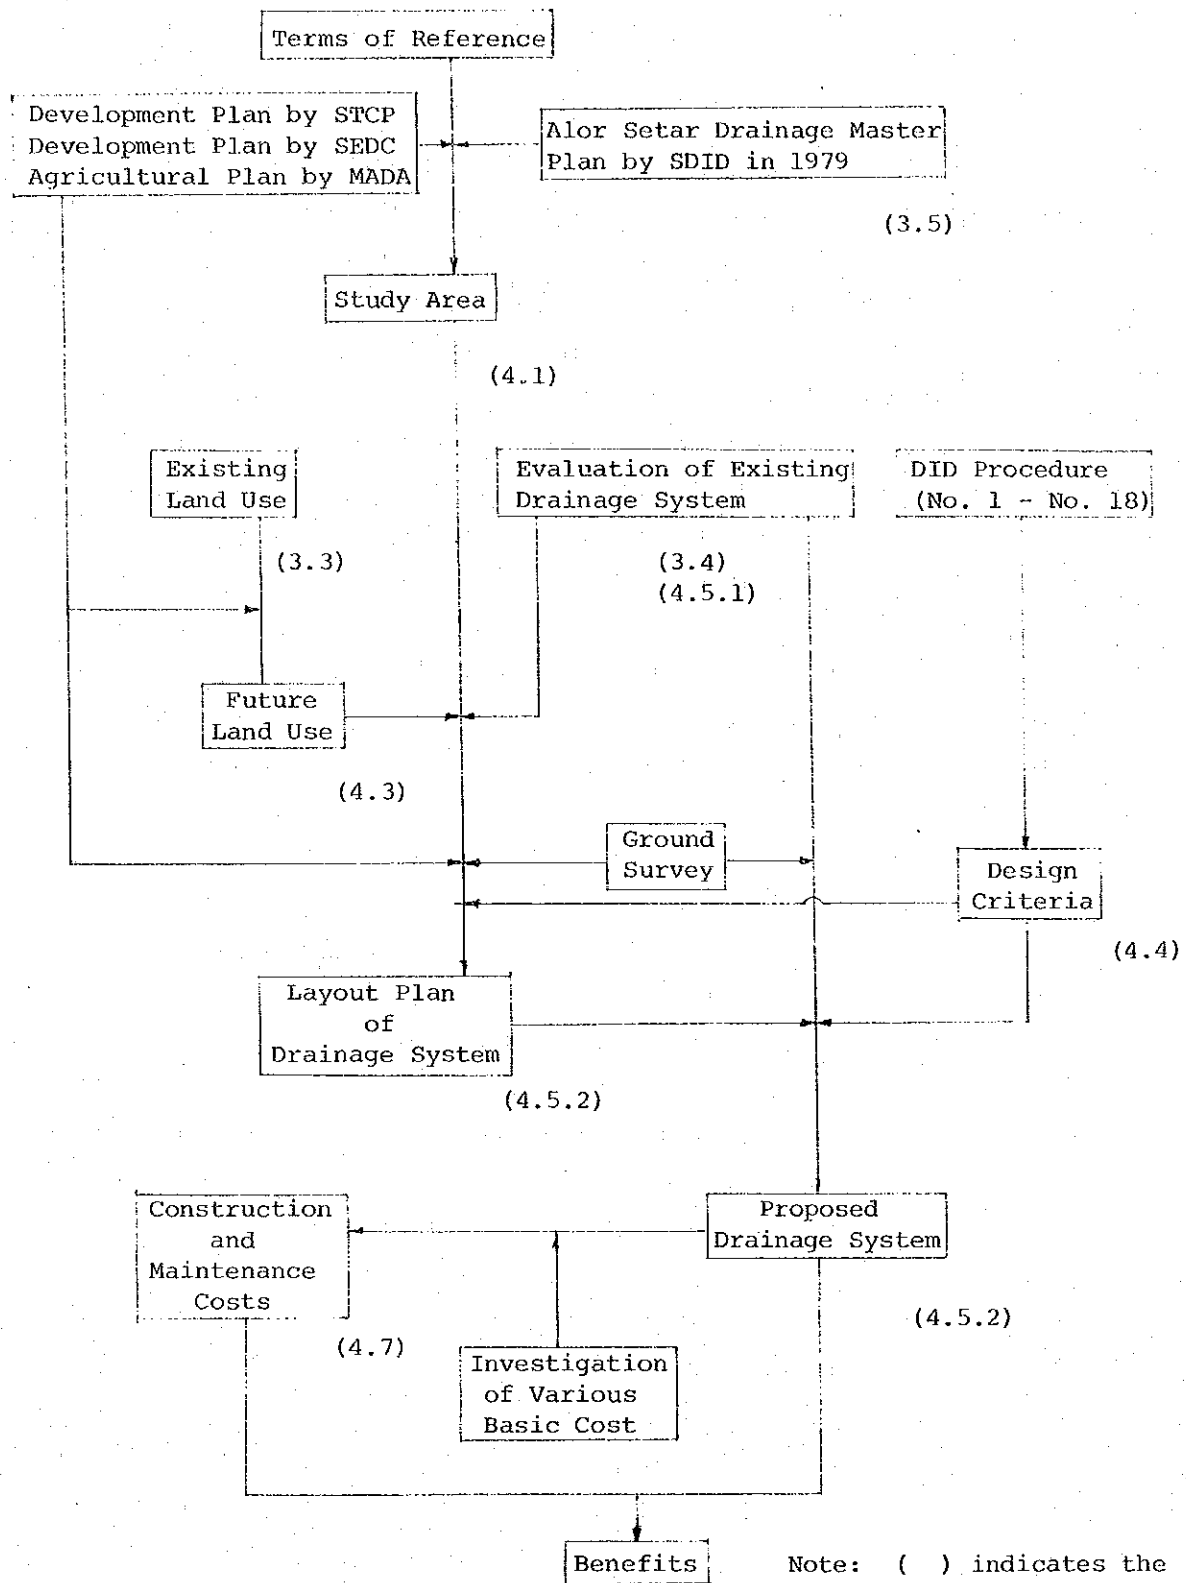 Terms of Reference
Development Plan by STCP
Development Plan by SEDC
Agricultural Plan by MADA
Alor Setar Drainage Master
Plan by SDID in 1979
(3.5)
Study Area
(4.1)
Existing
Land Use
(3.3)
Evaluation of Existing
Drainage System
(3.4)
(4.5.1)
DID Procedure
(No. 1 - No. 18)
Future
Land Use
(4.3)
Ground
Survey
Design
Criteria
(4.4)
Layout Plan
of
Drainage System
(4.5.2)
Construction
and
Maintenance
Costs
(4.7)
Proposed
Drainage System
(4.5.2)
Investigation
of Various
Basic Cost
Benefits
Note: ( ) indicates the